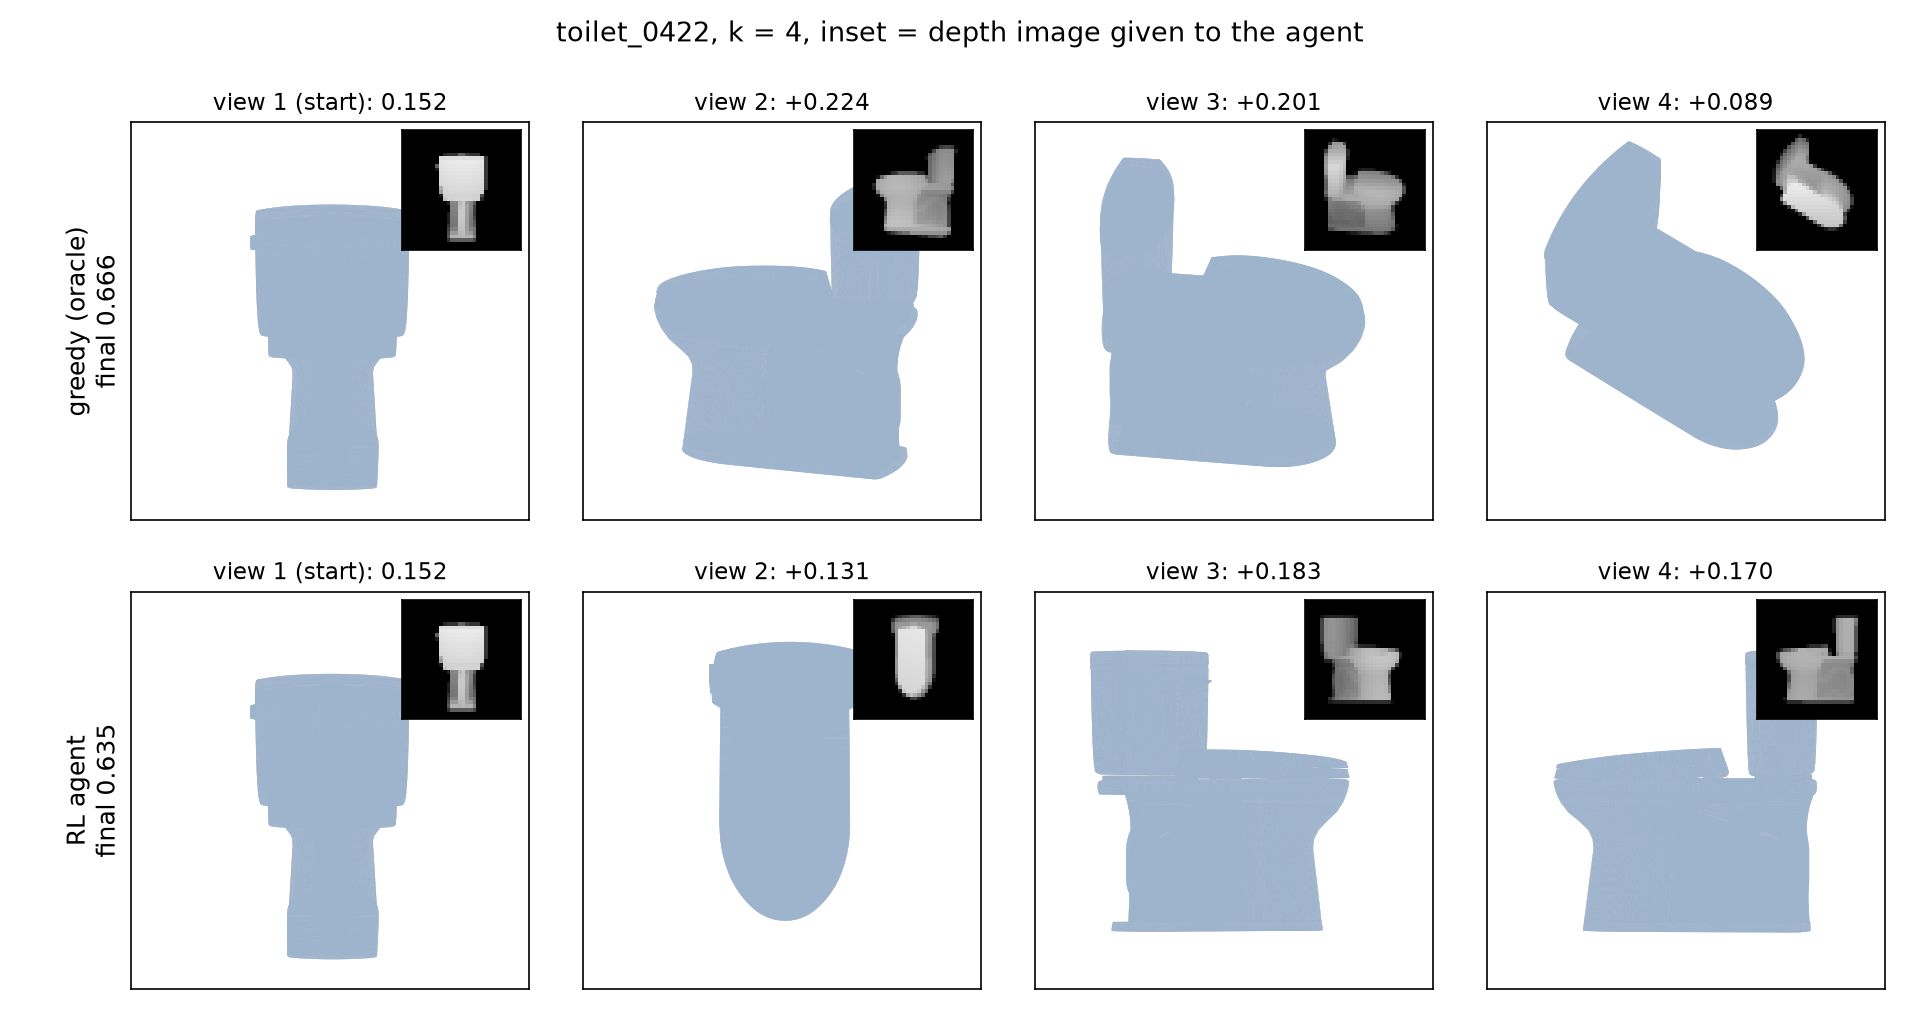 toilet_0422, k = 4, inset = depth image given to the agent
greedy (oracle)
final 0.666
view 1 (start): 0.152
view 2: +0.224
view 3: +0.201
view 4: +0.089
RL agent
final 0.635
view 1 (start): 0.152
view 2: +0.131
view 3: +0.183
view 4: +0.170